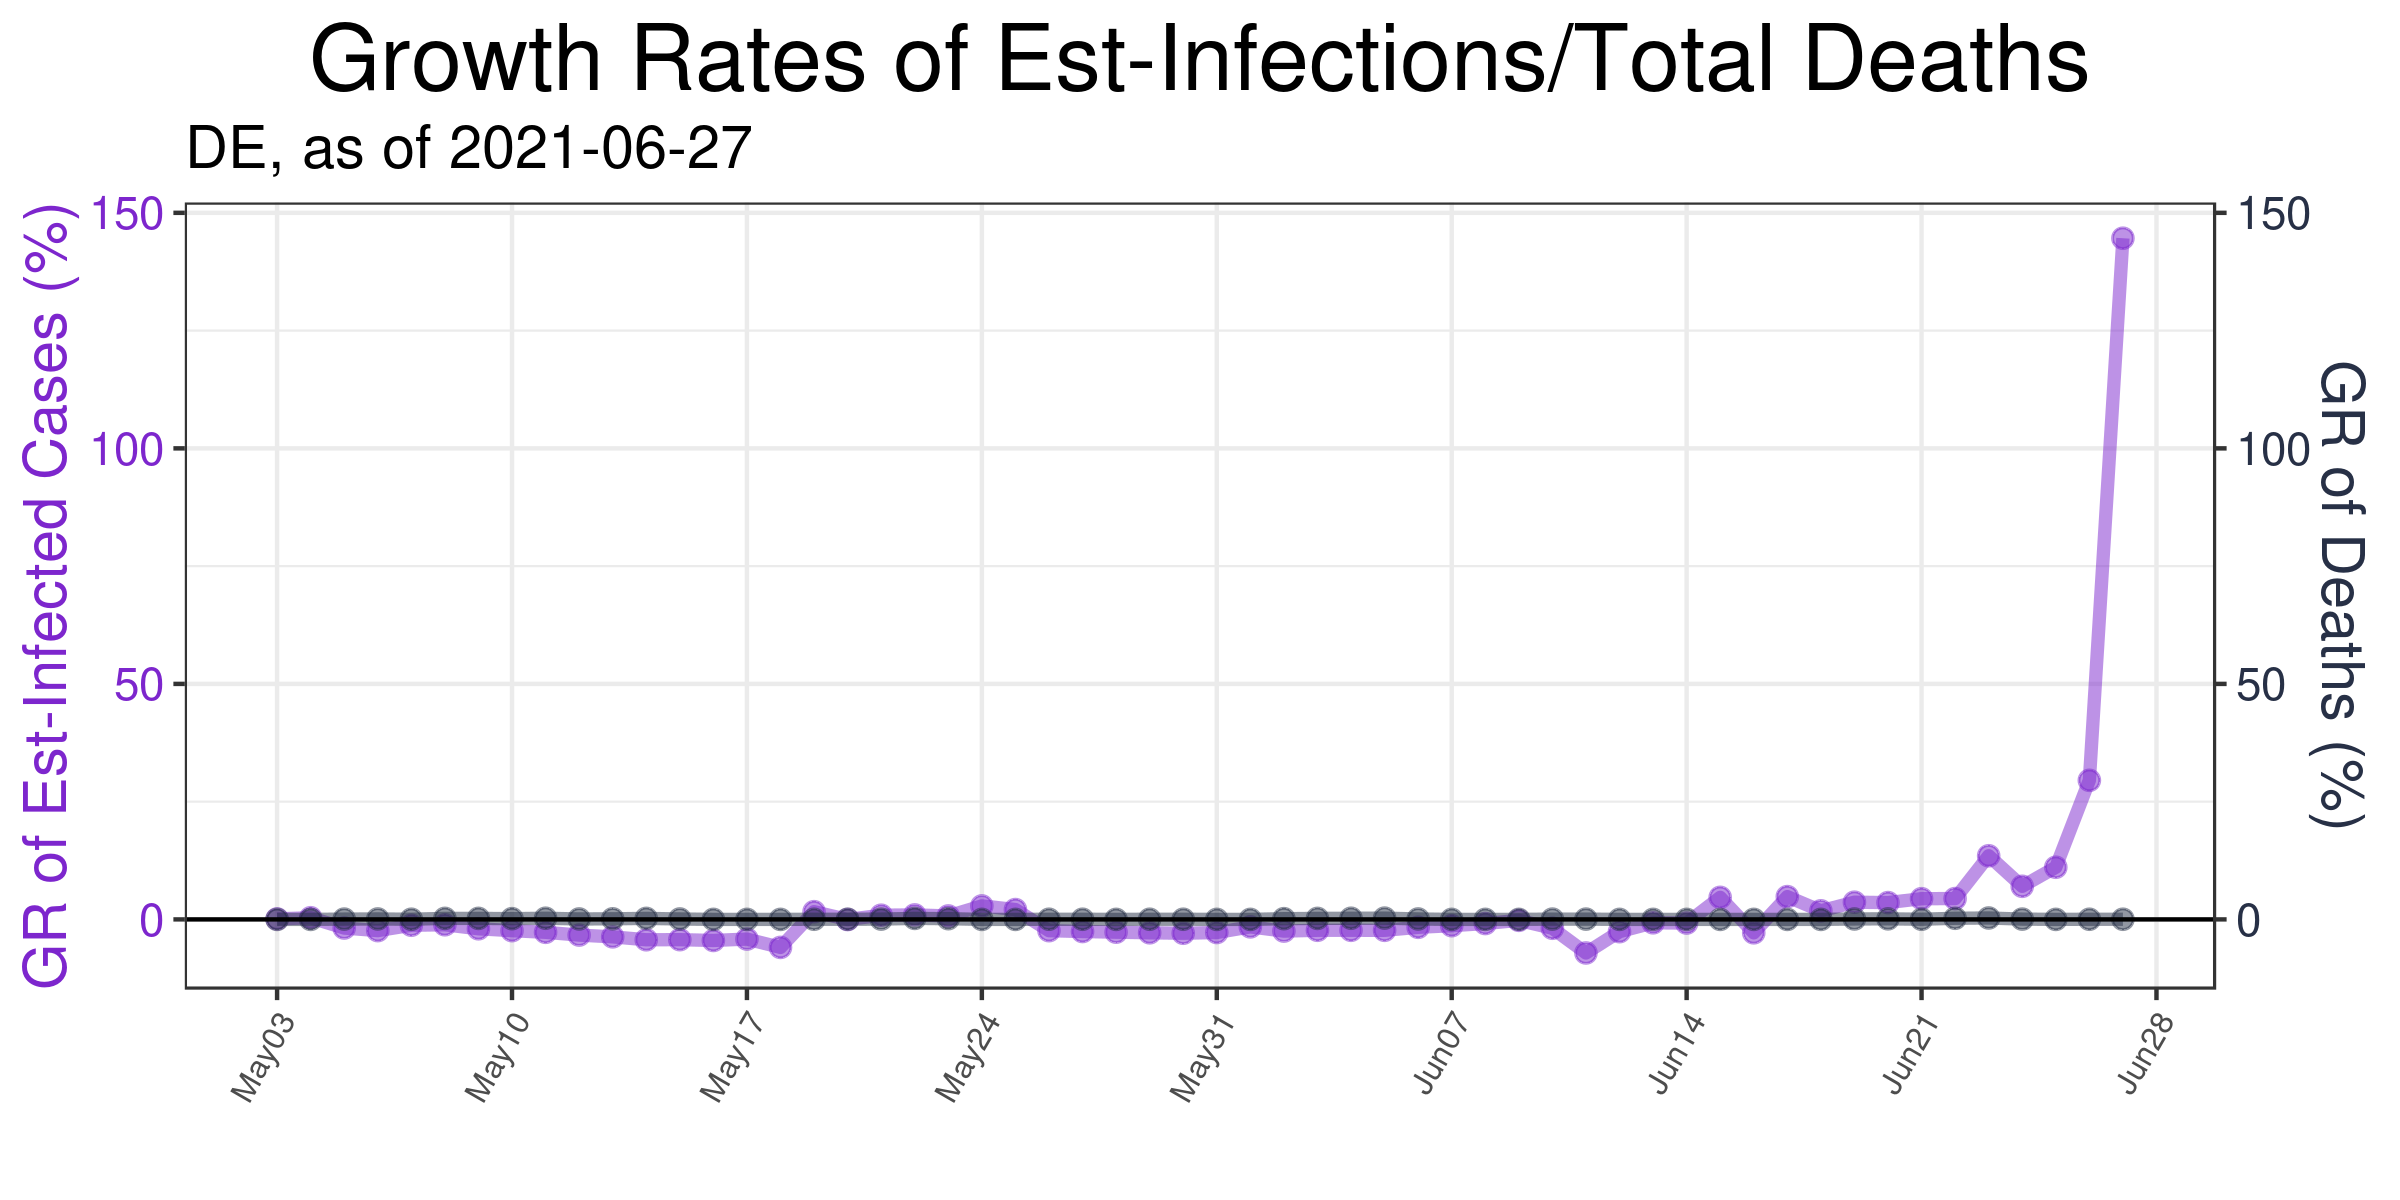 Growth Rates of Est-Infections/Total Deaths
DE, as of 2021-06-27
GR of Est-Infected Cases (%)
150
100
50
0
150
100
50
0
GR of Deaths (%)
May03
May10
May17
May24
May31
Jun07
Jun14
Jun21
Jun28